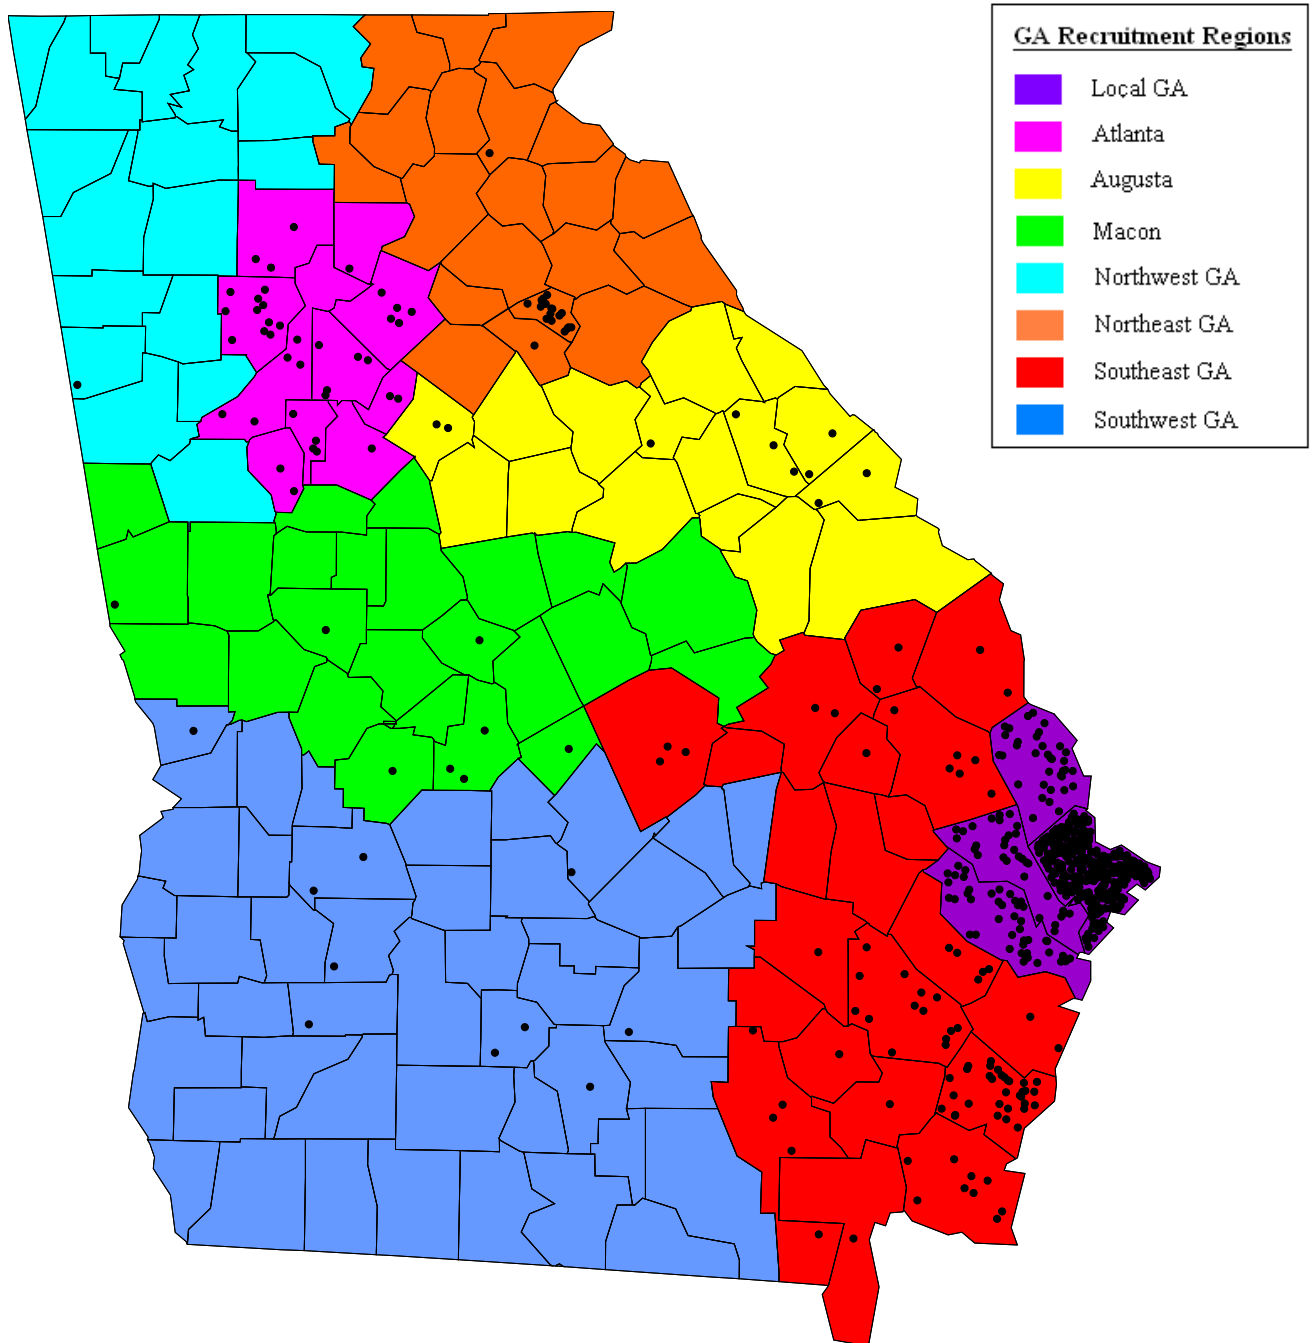 GA Recruitment Regions
Local GA
Atlanta
Augusta
Macon
Northwest GA
Northeast GA
Southeast GA
Southwest GA